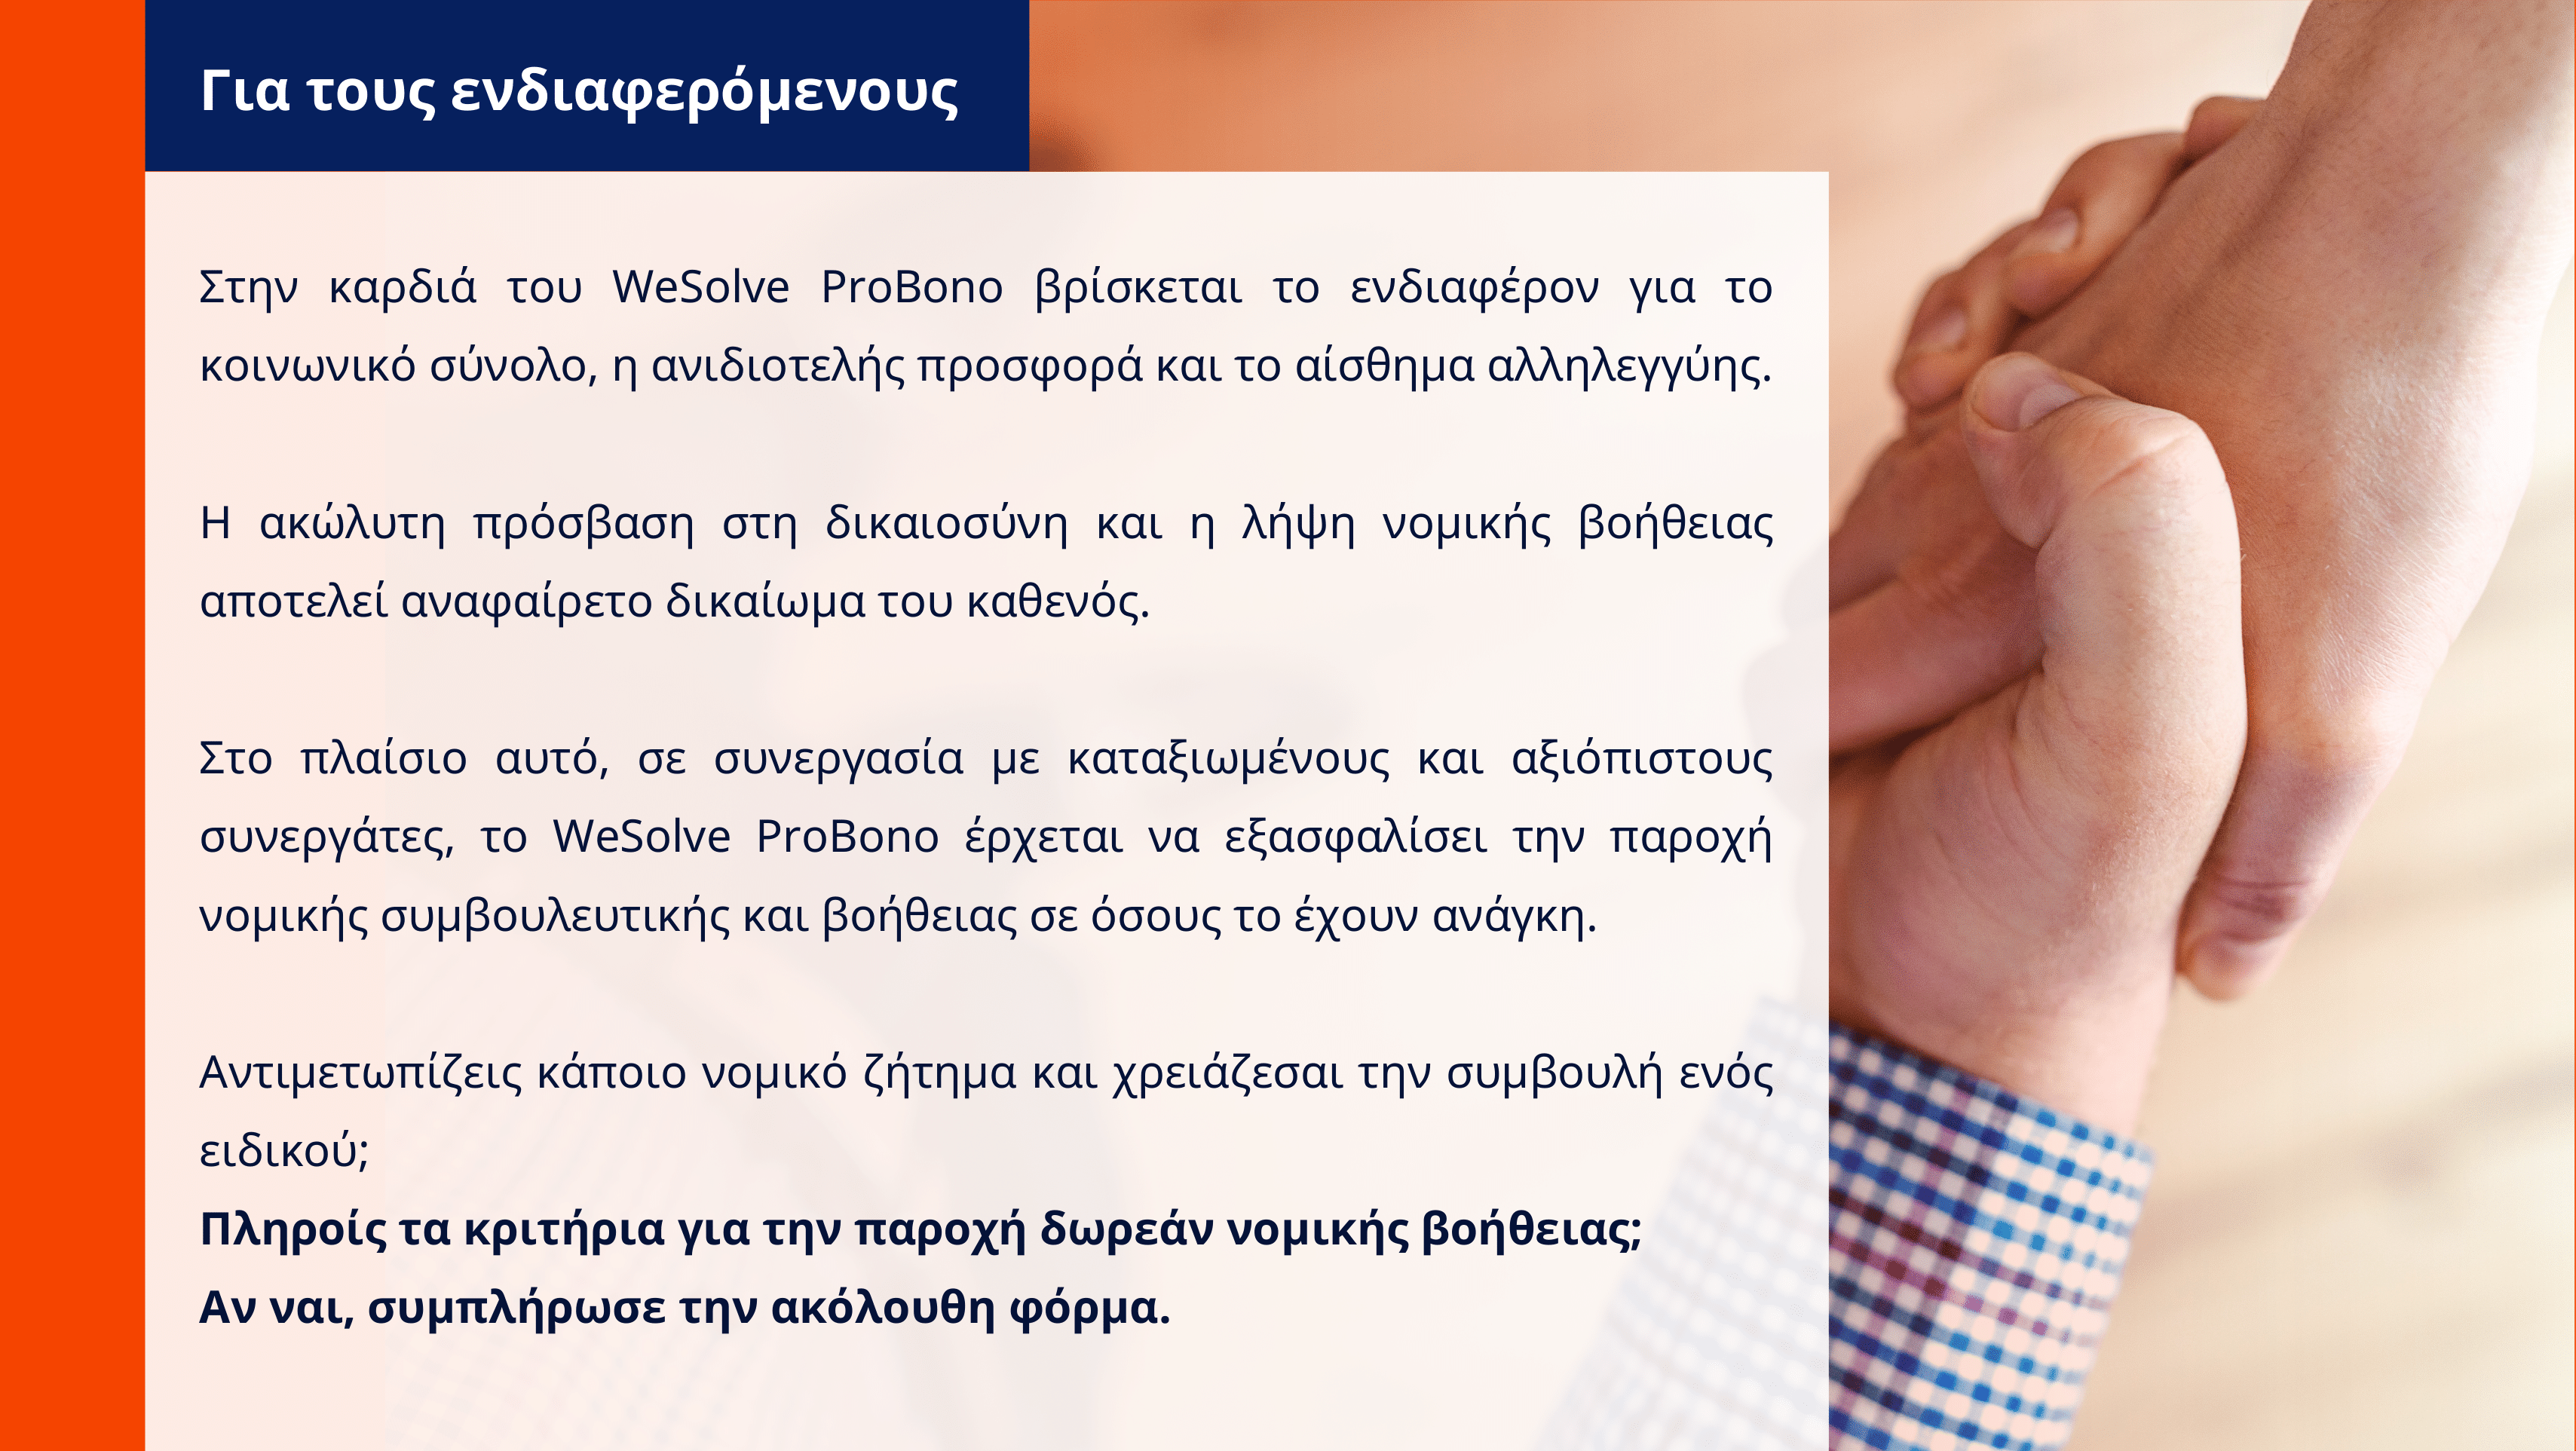 Για τους ενδιαφερόμενους
Στην καρδιά του WeSolve ProBono βρίσκεται το ενδιαφέρον για το
κοινωνικό σύνολο, η ανιδιοτελής προσφορά και το αίσθημα αλληλεγγύης.
Η ακώλυτη πρόσβαση στη δικαιοσύνη και η λήψη νομικής βοήθειας
αποτελεί αναφαίρετο δικαίωμα του καθενός.
Στο πλαίσιο αυτό, σε συνεργασία με καταξιωμένους και αξιόπιστους
συνεργάτες, το WeSolve ProBono έρχεται να εξασφαλίσει την παροχή
νομικής συμβουλευτικής και βοήθειας σε όσους το έχουν ανάγκη.
Αντιμετωπίζεις κάποιο νομικό ζήτημα και χρειάζεσαι την συμβουλή ενός
ειδικού;
Πληροίς τα κριτήρια για την παροχή δωρεάν νομικής βοήθειας;
Αν ναι, συμπλήρωσε την ακόλουθη φόρμα.